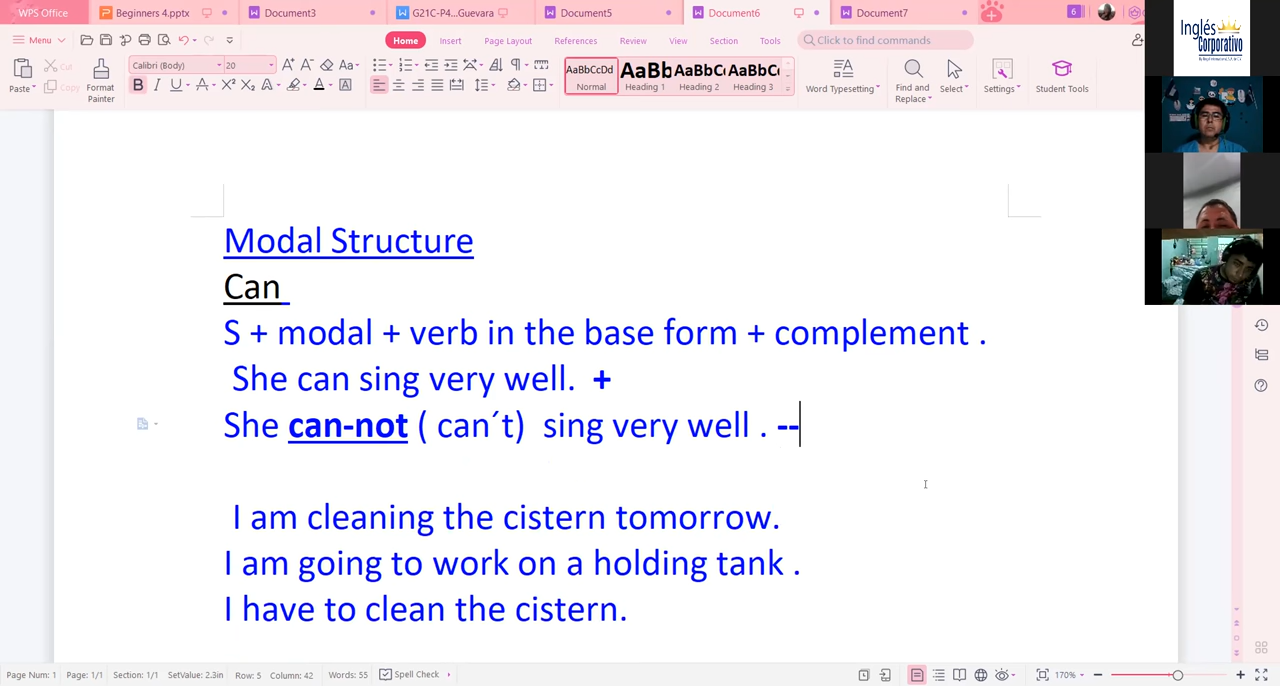 WPS Office Beginners 4.pptx Document3 G21C-P4...Guevara Document5 Document6 Document7 6
Menu Home Insert Page Layout References Review View Section Tools Click to find commands
Paste Cut Copy Format Painter Calibri (Body) 20 AaBbCcDd Normal AaBb Heading 1 AaBbC Heading 2 AaBbC Heading 3 Word Typesetting Find and Replace Select Settings Student Tools
Inglés Corporativo
Modal Structure
Can
S + modal + verb in the base form + complement .
She can sing very well. +
She can-not ( can´t) sing very well . --
I am cleaning the cistern tomorrow.
I am going to work on a holding tank .
I have to clean the cistern.
Page Num: 1 Page: 1/1 Section: 1/1 SetValue: 2.3in Row: 5 Column: 42 Words: 55 Spell Check 170%